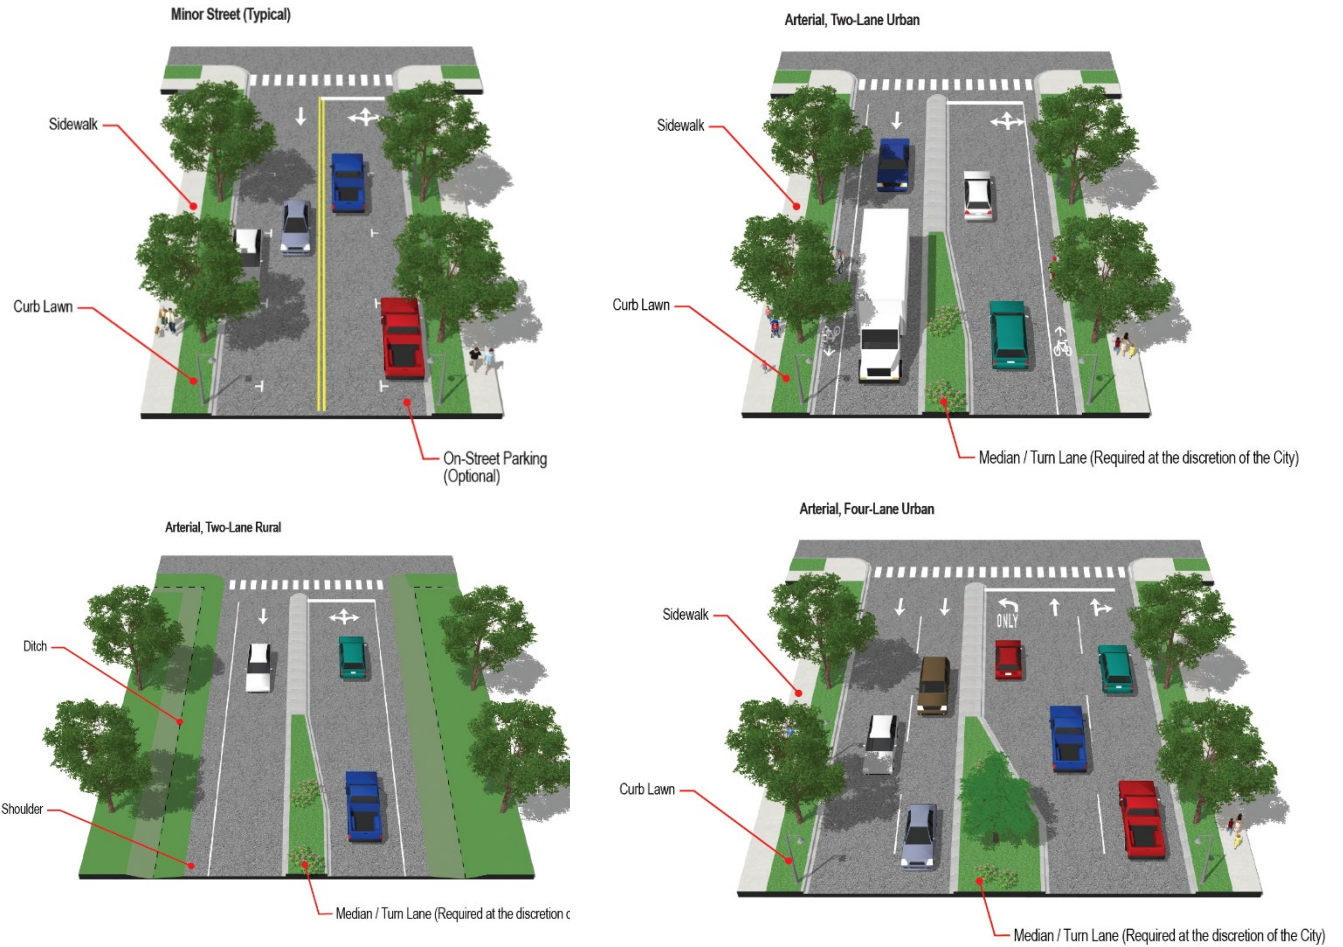 Minor Street (Typical)
Sidewalk
Curb Lawn
On-Street Parking
(Optional)
Arterial, Two-Lane Urban
Sidewalk
Curb Lawn
Median / Turn Lane (Required at the discretion of the City)
Arterial, Two-Lane Rural
Ditch
Shoulder
Median / Turn Lane (Required at the discretion
Arterial, Four-Lane Urban
ONLY
Sidewalk
Curb Lawn
Median / Turn Lane (Required at the discretion of the City)